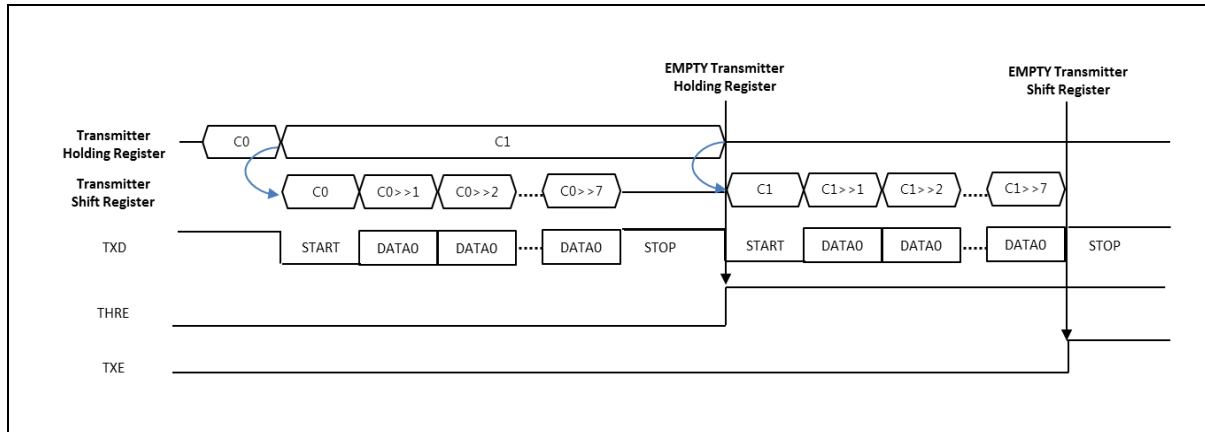 EMPTY Transmitter
Holding Register
EMPTY Transmitter
Shift Register
Transmitter
Holding Register
C0
C1
Transmitter
Shift Register
C0
C0>>1
C0>>2
C0>>7
C1
C1>>1
C1>>2
C1>>7
TXD
START
DATA0
DATA0
DATA0
STOP
START
DATA0
DATA0
DATA0
STOP
THRE
TXE